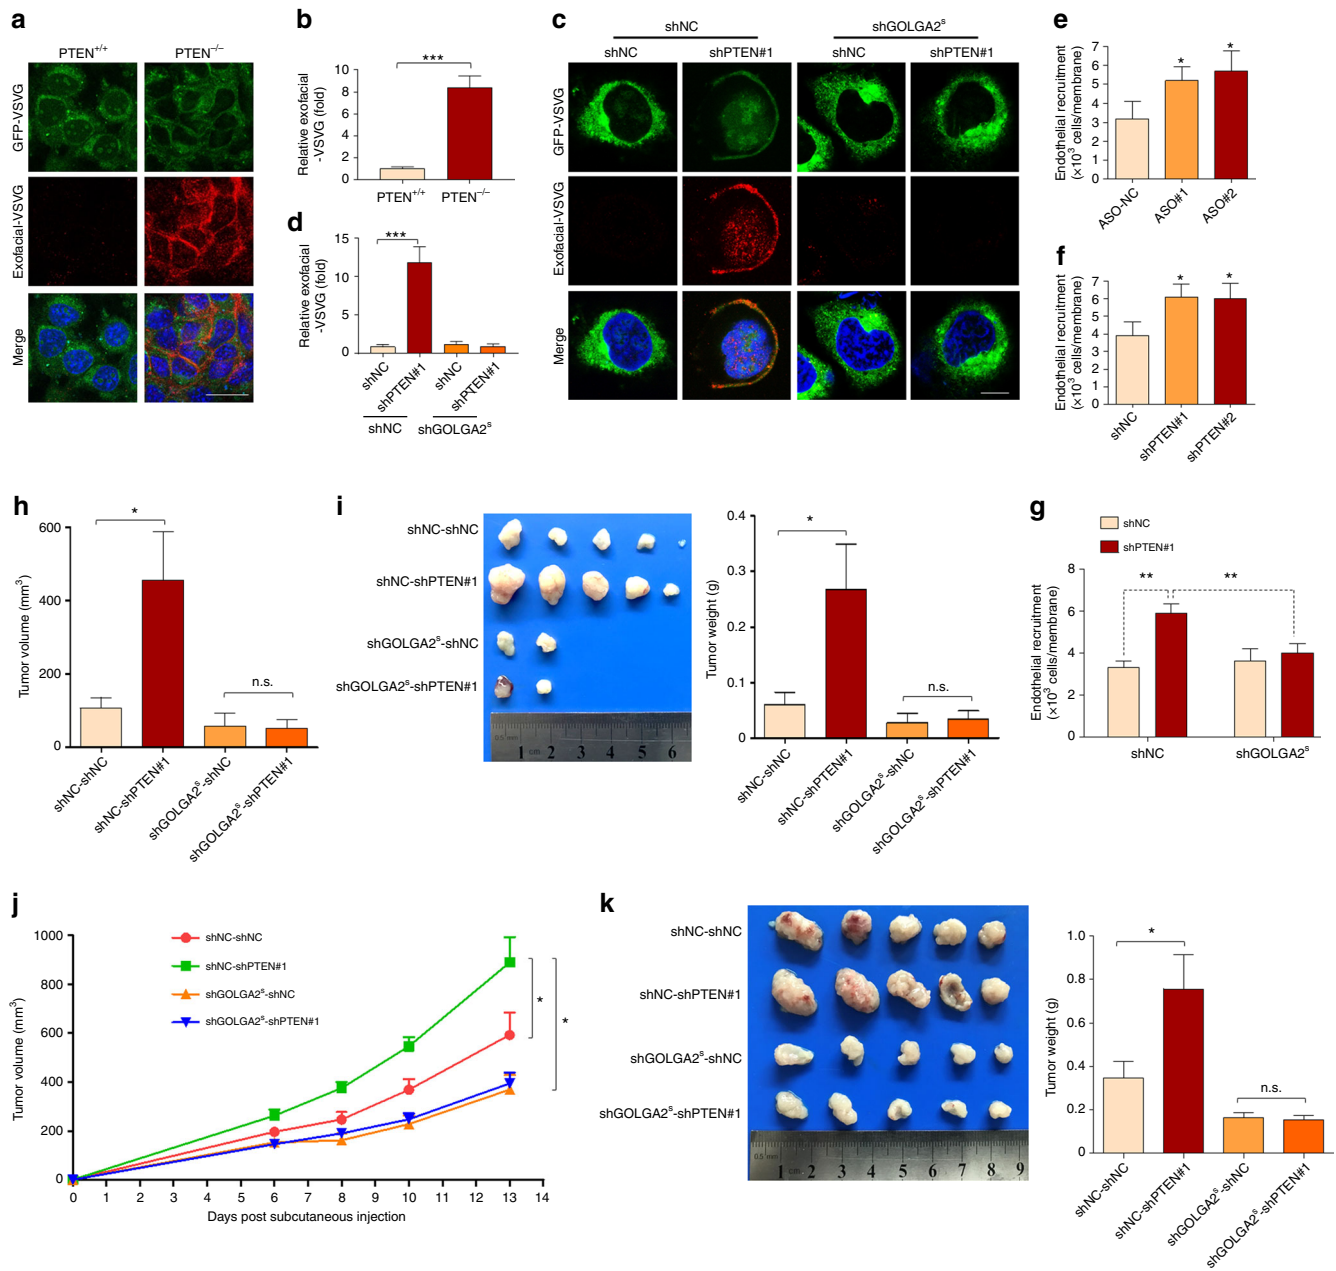 a
PTEN+/+
PTEN–/–
GFP-VSVG
Exofacial-VSVG
Merge
b
Relative exofacial
-VSVG (fold)
10
8
6
4
2
0
***
PTEN+/+
PTEN–/–
d
Relative exofacial
-VSVG (fold)
15
10
5
0
***
shNC
shPTEN#1
shNC
shPTEN#1
shNC
shGOLGA2s
c
shNC
shGOLGA2s
shNC
shPTEN#1
shNC
shPTEN#1
GFP-VSVG
Exofacial-VSVG
Merge
e
Endothelial recruitment
(×103 cells/membrane)
7
6
5
4
3
2
1
0
*
*
ASO-NC
ASO#1
ASO#2
f
Endothelial recruitment
(×103 cells/membrane)
7
6
5
4
3
2
1
0
*
*
shNC
shPTEN#1
shPTEN#2
h
Tumor volume (mm3)
600
400
200
0
*
n.s.
shNC-shNC
shNC-shPTEN#1
shGOLGA2s-shNC
shGOLGA2s-shPTEN#1
i
shNC-shNC
shNC-shPTEN#1
shGOLGA2s-shNC
shGOLGA2s-shPTEN#1
0.5 mm
1 cm 2 3 4 5 6
Tumor weight (g)
0.4
0.3
0.2
0.1
0
*
n.s.
shNC-shNC
shNC-shPTEN#1
shGOLGA2s-shNC
shGOLGA2s-shPTEN#1
g
shNC
shPTEN#1
Endothelial recruitment
(×103 cells/membrane)
8
6
4
2
0
**
**
shNC
shGOLGA2s
j
Tumor volume (mm3)
1000
800
600
400
200
0
shNC-shNC
shNC-shPTEN#1
shGOLGA2s-shNC
shGOLGA2s-shPTEN#1
*
*
0 1 2 3 4 5 6 7 8 9 10 11 12 13 14
Days post subcutaneous injection
k
shNC-shNC
shNC-shPTEN#1
shGOLGA2s-shNC
shGOLGA2s-shPTEN#1
0.5 mm
1 cm 2 3 4 5 6 7 8 9
Tumor weight (g)
1.0
0.8
0.6
0.4
0.2
0
*
n.s.
shNC-shNC
shNC-shPTEN#1
shGOLGA2s-shNC
shGOLGA2s-shPTEN#1